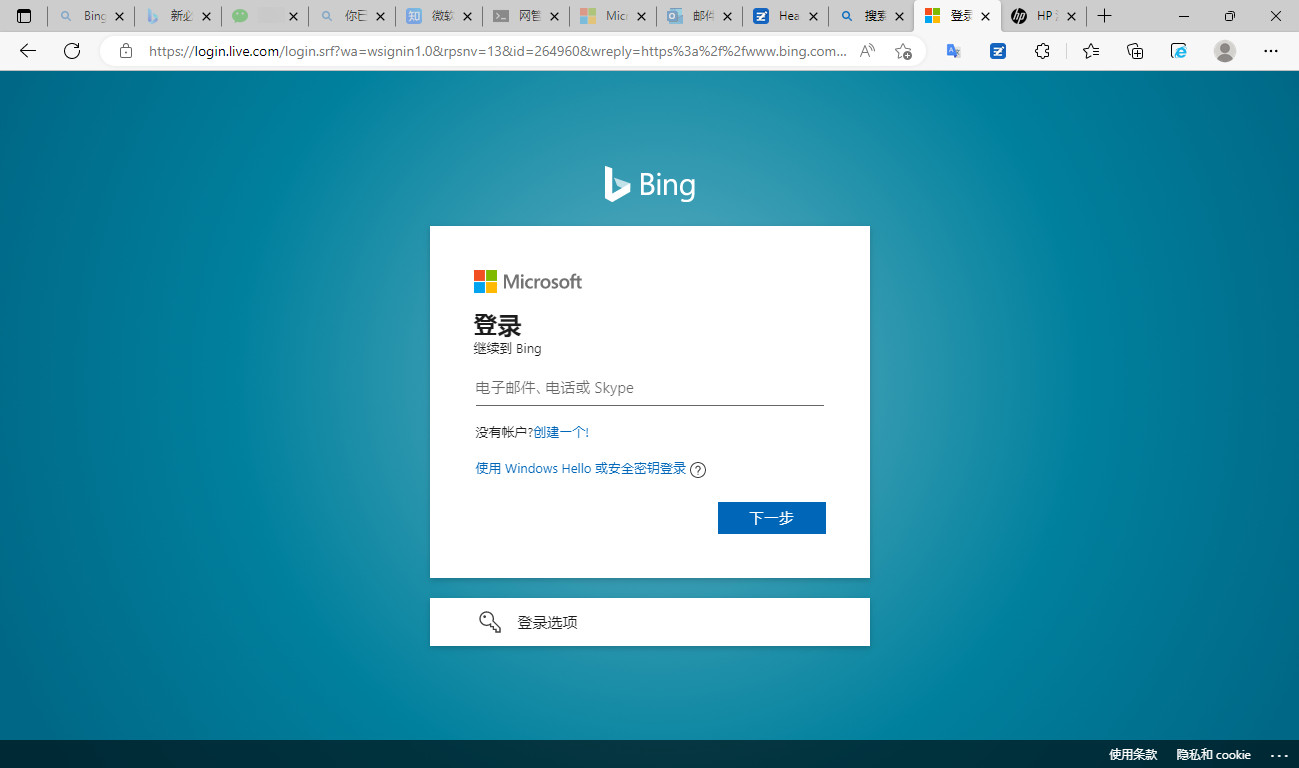 Bing
新必
你已
微软
网管
Micr
邮件
Hea
搜索
登录
HP
https://login.live.com/login.srf?wa=wsignin1.0&rpsnv=13&id=264960&wreply=https%3a%2f%2fwww.bing.com...
Bing
Microsoft
登录
继续到 Bing
电子邮件、电话或 Skype
没有帐户?创建一个!
使用 Windows Hello 或安全密钥登录
下一步
登录选项
使用条款 隐私和 cookie ...